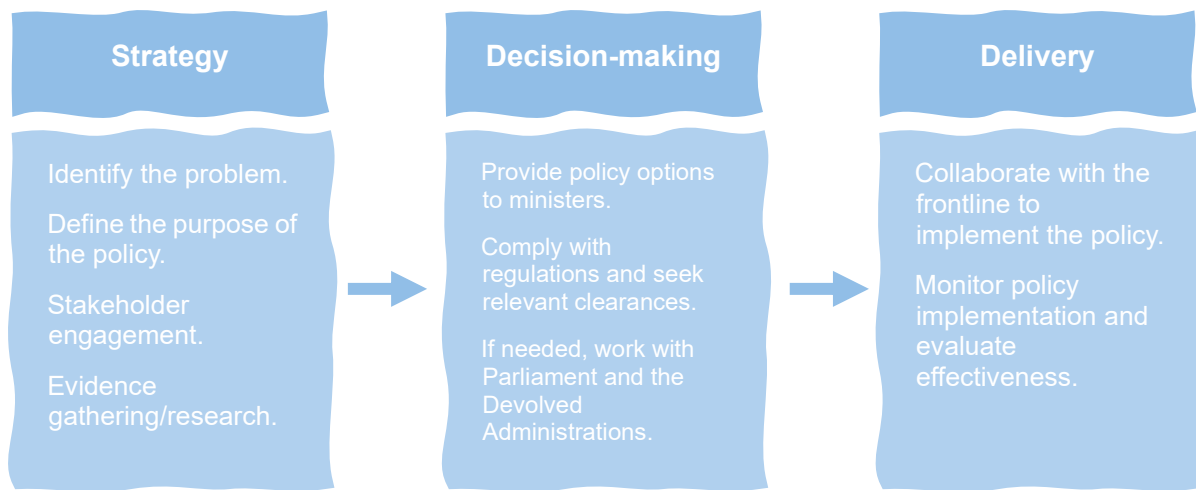 Strategy
Identify the problem.
Define the purpose of
the policy.
Stakeholder
engagement.
Evidence
gathering/research.
Decision-making
Provide policy options
to ministers.
Comply with
regulations and seek
relevant clearances.
If needed, work with
Parliament and the
Devolved
Administrations.
Delivery
Collaborate with the
frontline to
implement the policy.
Monitor policy
implementation and
evaluate
effectiveness.